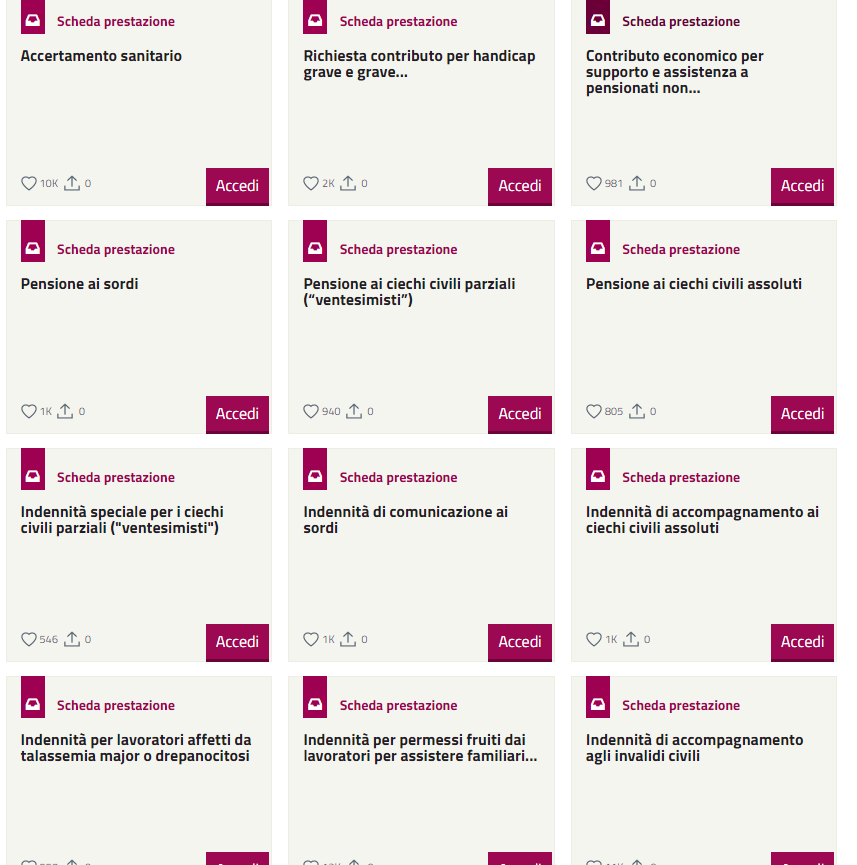 Scheda prestazione
Accertamento sanitario
10K 0
Accedi
Scheda prestazione
Richiesta contributo per handicap
grave e grave...
2K 0
Accedi
Scheda prestazione
Contributo economico per
supporto e assistenza a
pensionati non...
981 0
Accedi
Scheda prestazione
Pensione ai sordi
1K 0
Accedi
Scheda prestazione
Pensione ai ciechi civili parziali
(“ventesimisti”)
940 0
Accedi
Scheda prestazione
Pensione ai ciechi civili assoluti
805 0
Accedi
Scheda prestazione
Indennità speciale per i ciechi
civili parziali ("ventesimisti")
546 0
Accedi
Scheda prestazione
Indennità di comunicazione ai
sordi
1K 0
Accedi
Scheda prestazione
Indennità di accompagnamento ai
ciechi civili assoluti
1K 0
Accedi
Scheda prestazione
Indennità per lavoratori affetti da
talassemia major o drepanocitosi
Scheda prestazione
Indennità per permessi fruiti dai
lavoratori per assistere familiari...
Scheda prestazione
Indennità di accompagnamento
agli invalidi civili